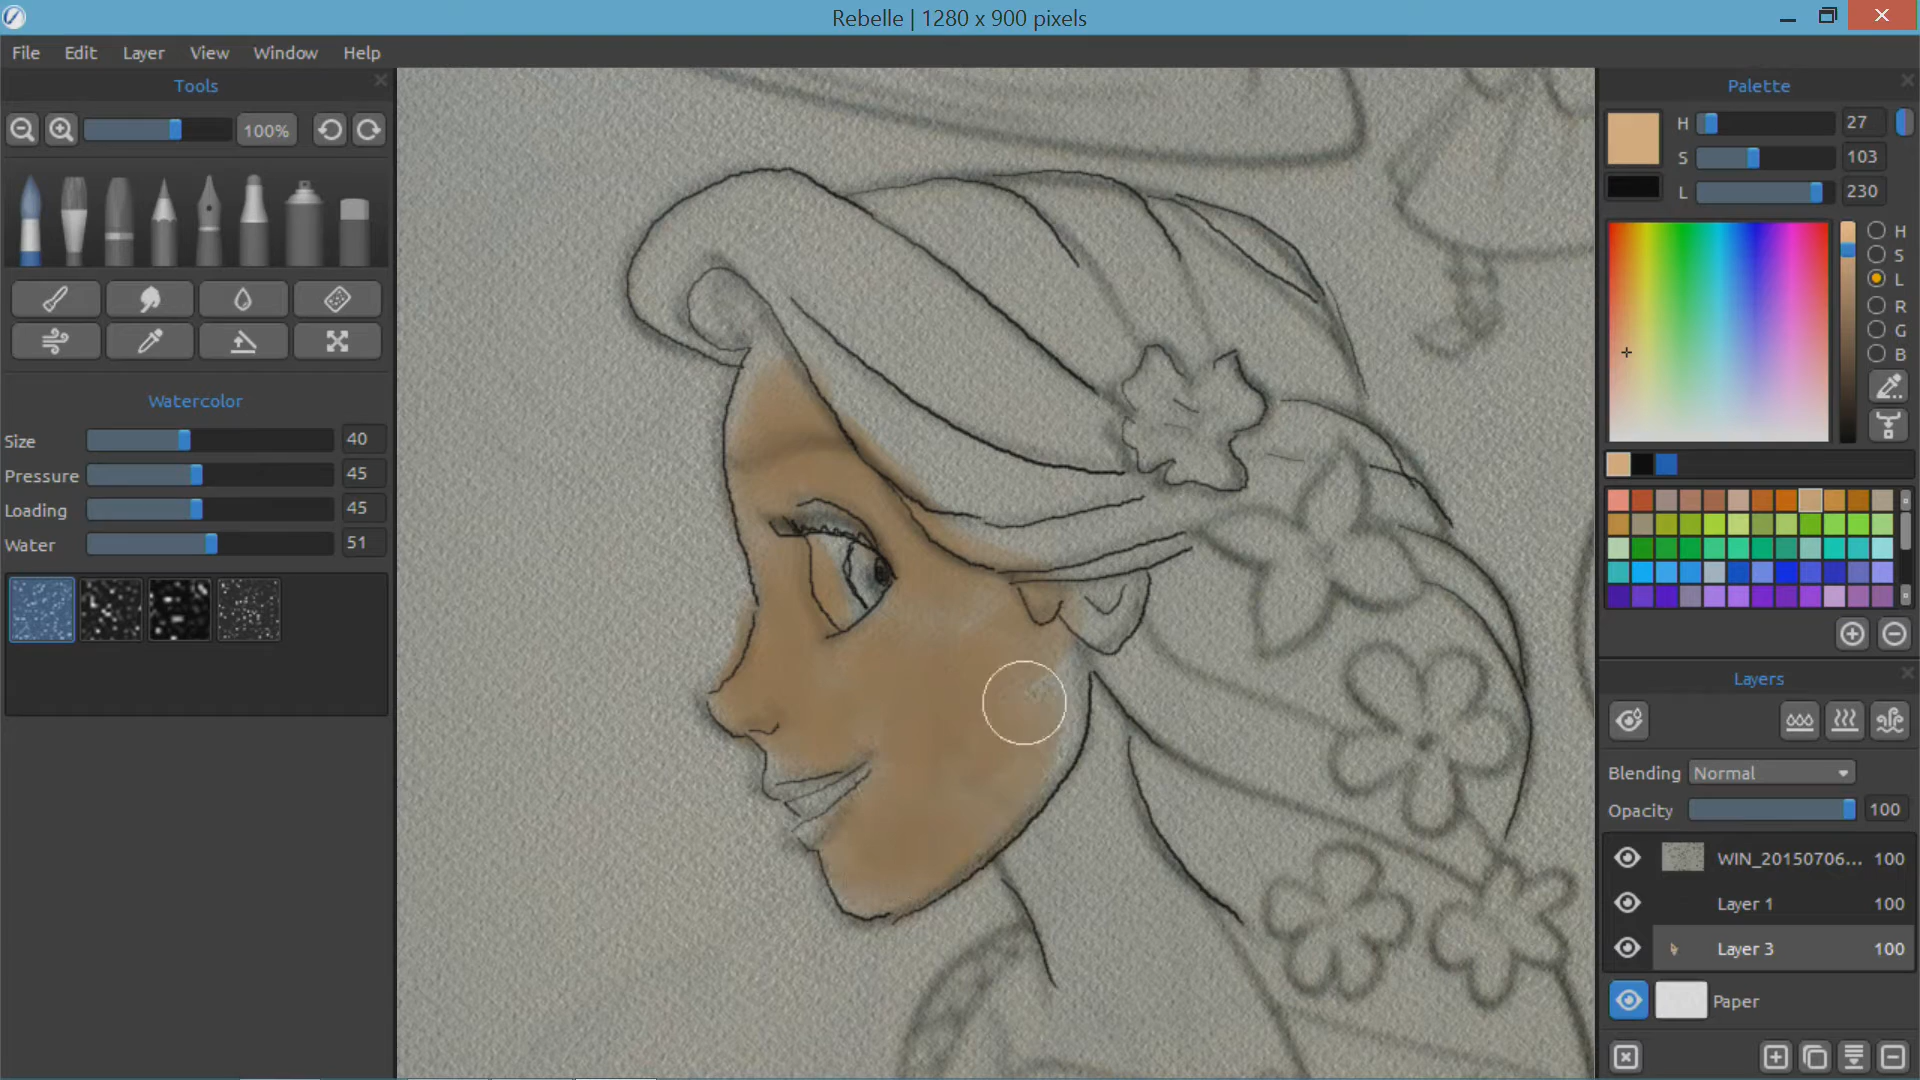 Rebelle | 1280 x 900 pixels
File Edit Layer View Window Help
Tools
100%
Watercolor
Size 40
Pressure 45
Loading 45
Water 51
Palette
H 27
S 103
L 230
H
S
L
R
G
B
Layers
Blending Normal
Opacity 100
WIN_20150706... 100
Layer 1 100
Layer 3 100
Paper